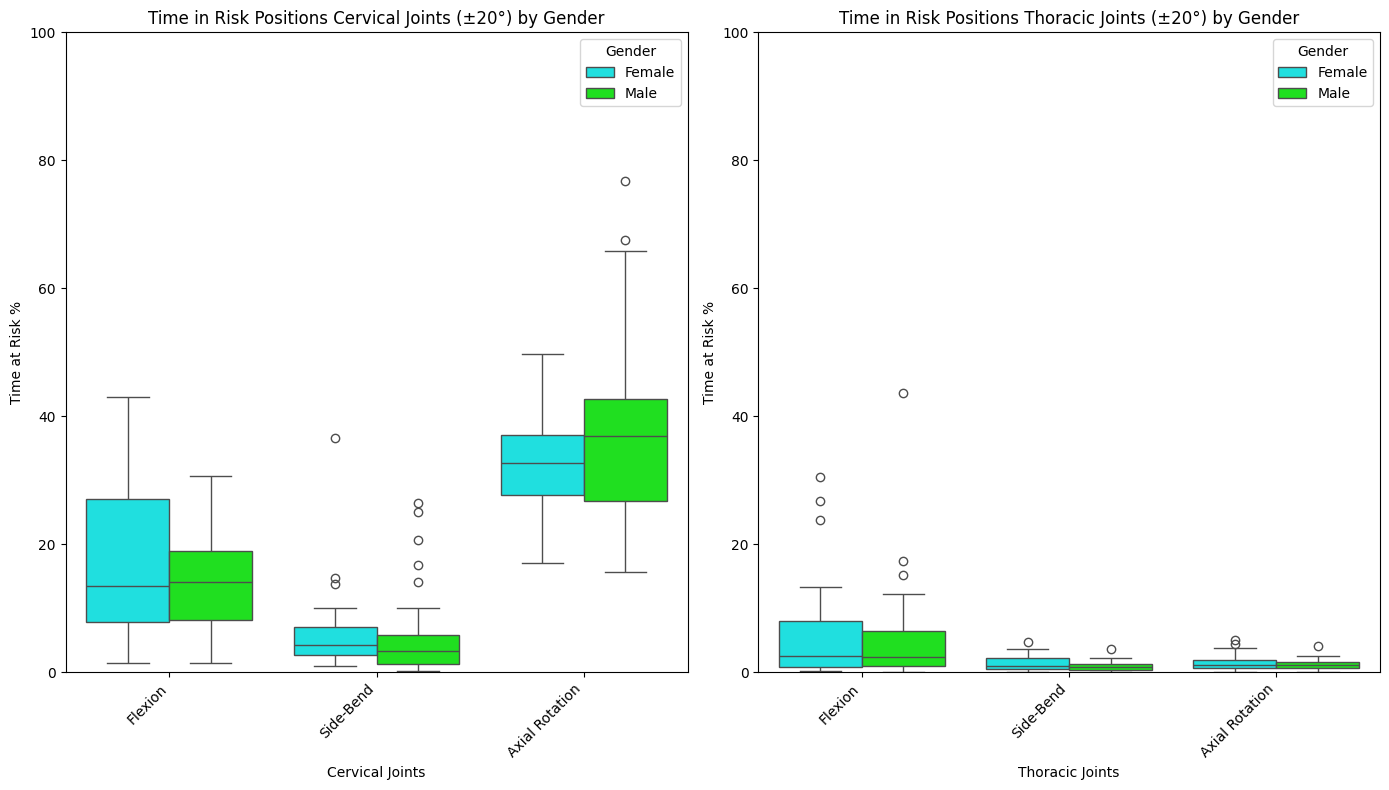 Time in Risk Positions Cervical Joints (±20°) by Gender
100
80
60
40
20
0
Time at Risk %
Gender
Female
Male
Flexion
Side-Bend
Axial Rotation
Cervical Joints
Time in Risk Positions Thoracic Joints (±20°) by Gender
100
80
60
40
20
0
Time at Risk %
Gender
Female
Male
Flexion
Side-Bend
Axial Rotation
Thoracic Joints